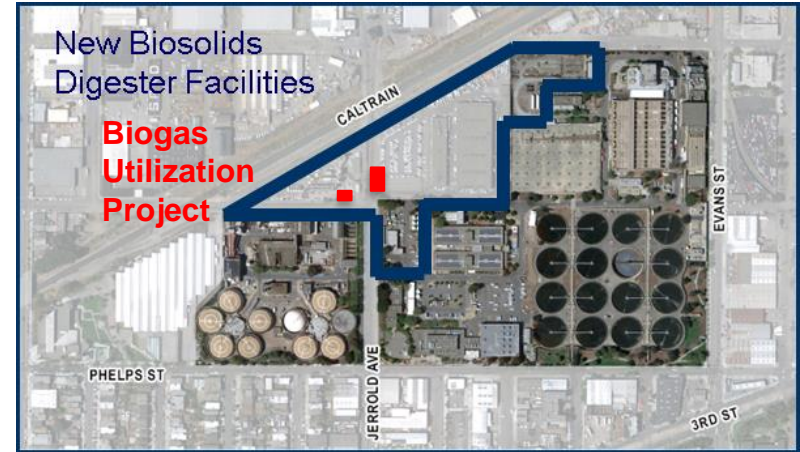 New Biosolids
Digester Facilities
Biogas
Utilization
Project
CALTRAIN
EVANS ST
PHELPS ST
JERROLD AVE
3RD ST